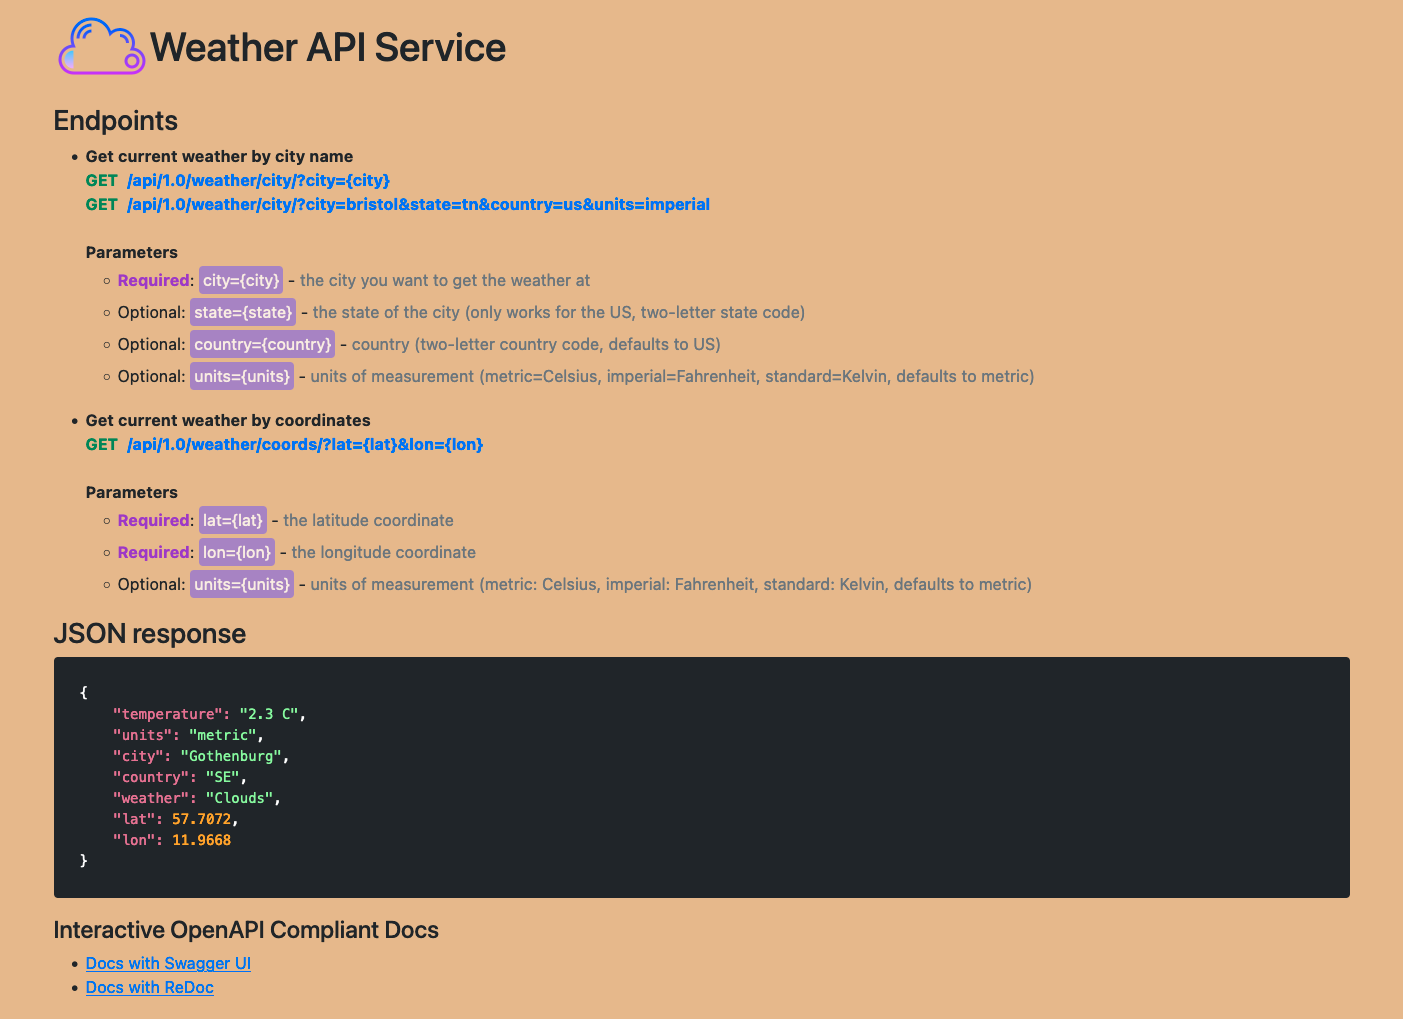 Weather API Service
Endpoints
Get current weather by city name
GET /api/1.0/weather/city/?city={city}
GET /api/1.0/weather/city/?city=bristol&state=tn&country=us&units=imperial
Parameters
Required: city={city} - the city you want to get the weather at
Optional: state={state} - the state of the city (only works for the US, two-letter state code)
Optional: country={country} - country (two-letter country code, defaults to US)
Optional: units={units} - units of measurement (metric=Celsius, imperial=Fahrenheit, standard=Kelvin, defaults to metric)
Get current weather by coordinates
GET /api/1.0/weather/coords/?lat={lat}&lon={lon}
Parameters
Required: lat={lat} - the latitude coordinate
Required: lon={lon} - the longitude coordinate
Optional: units={units} - units of measurement (metric: Celsius, imperial: Fahrenheit, standard: Kelvin, defaults to metric)
JSON response
{
"temperature": "2.3 C",
"units": "metric",
"city": "Gothenburg",
"country": "SE",
"weather": "Clouds",
"lat": 57.7072,
"lon": 11.9668
}
Interactive OpenAPI Compliant Docs
Docs with Swagger UI
Docs with ReDoc